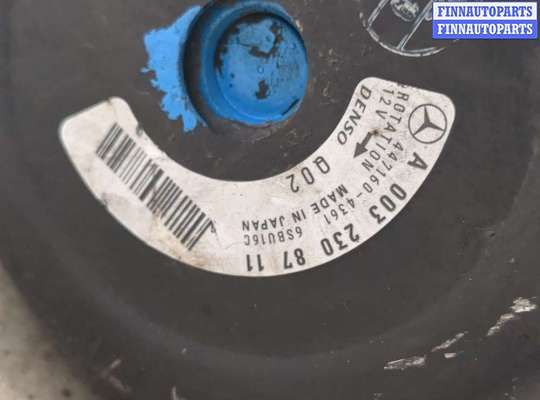 FINNAUTOPARTS
FINNAUTOPARTS
A 003 230 87 11
447160-4361
6SBU16C
ROTATION
MADE IN JAPAN
12V
DENSO
Q02